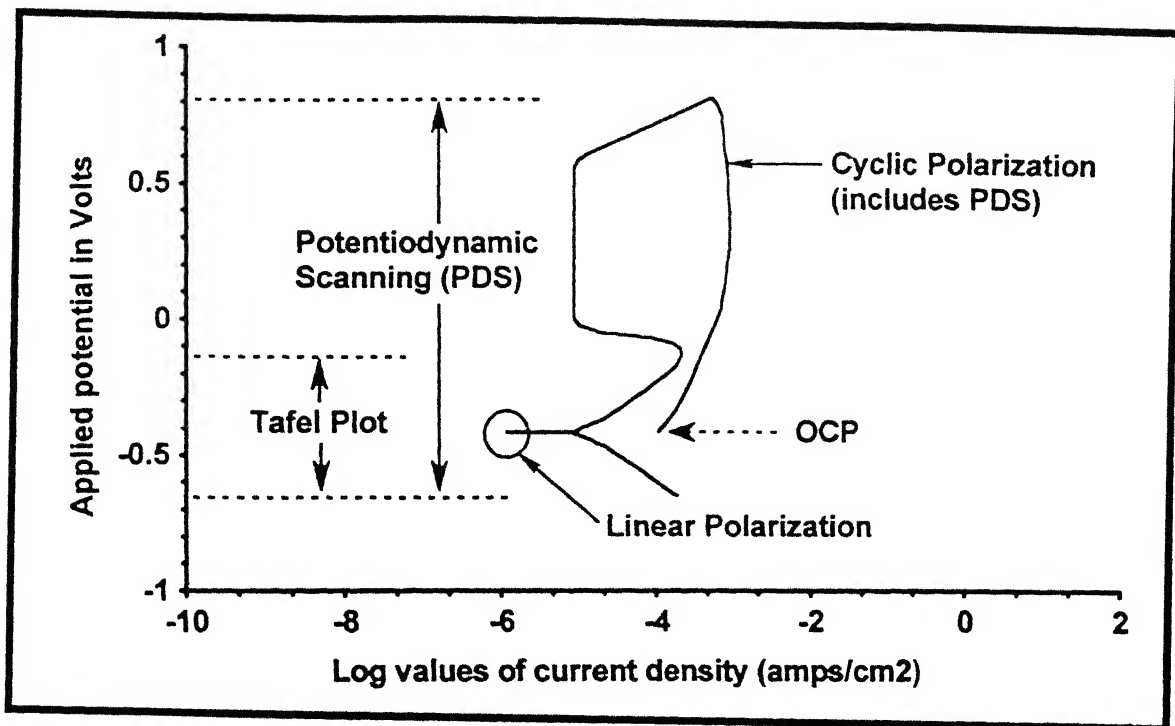 1
0.5
0
-0.5
-1
-10
-8
-6
-4
-2
0
2
Applied potential in Volts
Log values of current density (amps/cm2)
Potentiodynamic
Scanning (PDS)
Tafel Plot
Cyclic Polarization
(includes PDS)
OCP
Linear Polarization